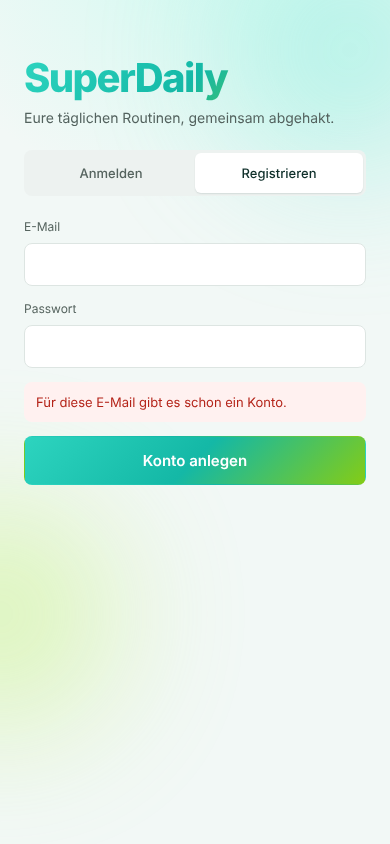 SuperDaily
Eure täglichen Routinen, gemeinsam abgehakt.
Anmelden
Registrieren
E-Mail
Passwort
Für diese E-Mail gibt es schon ein Konto.
Konto anlegen